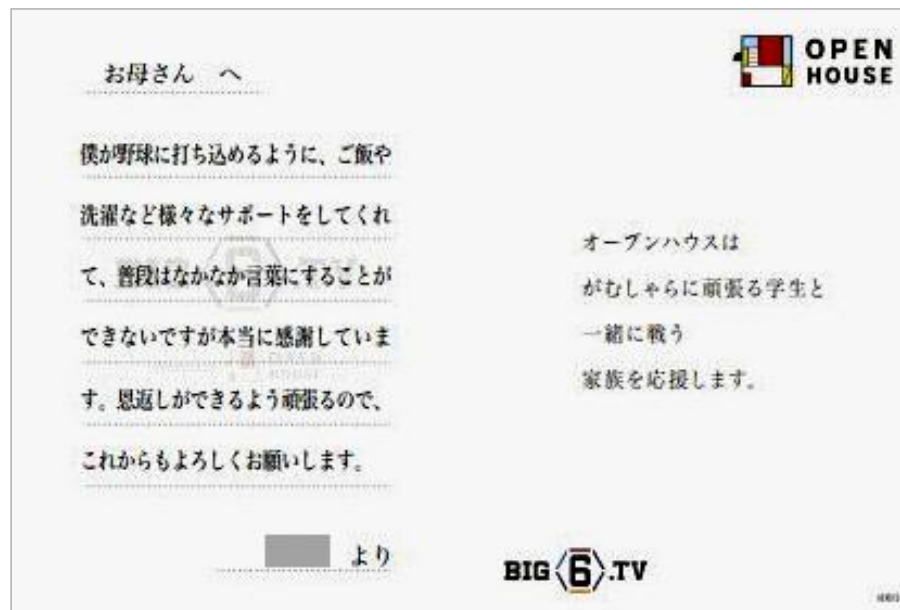 お母さん へ
僕が野球に打ち込めるように、ご飯や
洗濯など様々なサポートをしてくれ
て、普段はなかなか言葉にすることが
できないですが本当に感謝していま
す。恩返しができるよう頑張るので、
これからもよろしくお願いします。
より
OPEN
HOUSE
オープンハウスは
がむしゃらに頑張る学生と
一緒に戦う
家族を応援します。
BIG6.TV